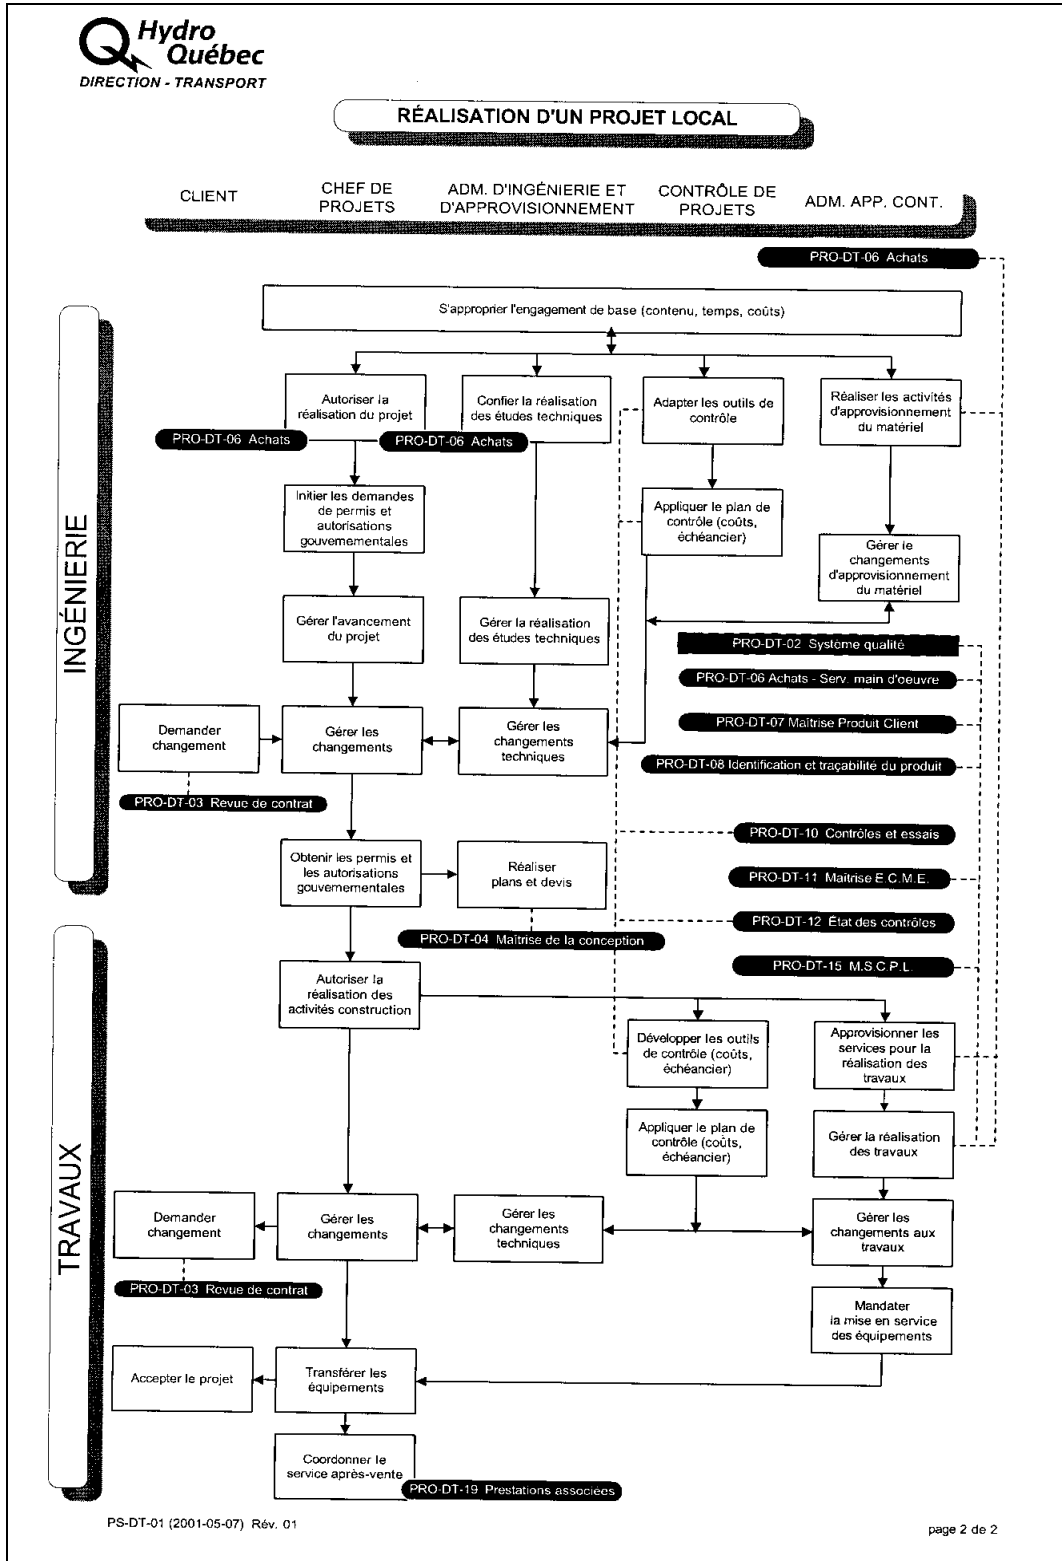 Hydro
Québec
DIRECTION - TRANSPORT
RÉALISATION D'UN PROJET LOCAL
CLIENT
CHEF DE
PROJETS
ADM. D'INGÉNIERIE ET
D'APPROVISIONNEMENT
CONTRÔLE DE
PROJETS
ADM. APP. CONT.
PRO-DT-06 Achats
S'approprier l'engagement de base (contenu, temps, coûts)
INGÉNIERIE
Autoriser la
réalisation du projet
Confier la réalisation
des études techniques
Adapter les outils de
contrôle
Réaliser les activités
d'approvisionnement
du matériel
PRO-DT-06 Achats
PRO-DT-06 Achats
Initier les demandes
de permis et
autorisations
gouvernementales
Appliquer le plan de
contrôle (coûts,
échéancier)
Gérer le
changements
d'approvisionnement
du matériel
Gérer l'avancement
du projet
Gérer la réalisation
des études techniques
PRO-DT-02 Système qualité
PRO-DT-06 Achats - Serv. main d'oeuvre
PRO-DT-07 Maîtrise Produit Client
PRO-DT-08 Identification et traçabilité du produit
Demander
changement
Gérer les
changements
Gérer les
changements
techniques
PRO-DT-03 Revue de contrat
PRO-DT-10 Contrôles et essais
PRO-DT-11 Maîtrise E.C.M.E.
PRO-DT-12 État des contrôles
PRO-DT-15 M.S.C.P.L.
Obtenir les permis et
les autorisations
gouvernementales
Réaliser
plans et devis
PRO-DT-04 Maîtrise de la conception
TRAVAUX
Autoriser la
réalisation des
activités construction
Développer les outils
de contrôle (coûts,
échéancier)
Approvisionner les
services pour la
réalisation des
travaux
Appliquer le plan de
contrôle (coûts,
échéancier)
Gérer la réalisation
des travaux
Demander
changement
Gérer les
changements
Gérer les
changements
techniques
Gérer les
changements aux
travaux
PRO-DT-03 Revue de contrat
Mandater
la mise en service
des équipements
Accepter le projet
Transférer les
équipements
Coordonner le
service après-vente
PRO-DT-19 Prestations associées
PS-DT-01 (2001-05-07) Rév. 01
page 2 de 2